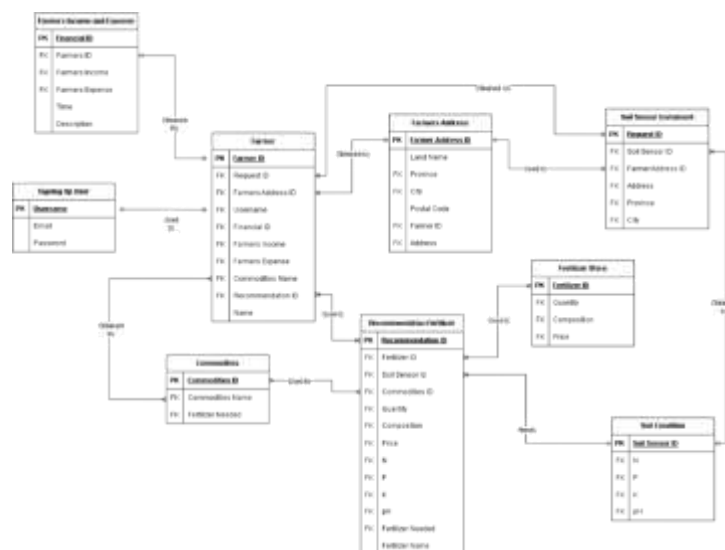 Farmers Income and Expense
PK Financial ID
FK Farmers ID
FK Farmers Income
FK Farmers Expense
Time
Description
Farmer
PK Farmer ID
FK Request ID
FK Farmers Address ID
FK Username
FK Financial ID
FK Farmers Income
FK Farmers Expense
FK Commodities Name
FK Recommendation ID
Name
Signing Up User
PK Username
Email
Password
Used
Farmers Address
PK Farmer Address ID
Land Name
FK Province
FK City
Postal Code
FK Farmer ID
FK Address
Soil Sensor Instrument
PK Request ID
FK Soil Sensor ID
FK FarmerAddress ID
FK Address
FK Province
FK City
Fertilizer Store
PK Fertilizer ID
FK Quantity
FK Composition
FK Price
Recommendation Fertilizer
PK Recommendation ID
FK Fertilizer ID
FK Soil Sensor ID
FK Commodities ID
FK Quantity
FK Composition
FK Price
FK N
FK P
FK K
FK pH
FK Fertilizer Needed
Fertilizer Name
Commodities
PK Commodities ID
FK Commodities Name
FK Fertilizer Needed
Soil Condition
PK Soil Sensor ID
FK N
FK P
FK K
FK pH